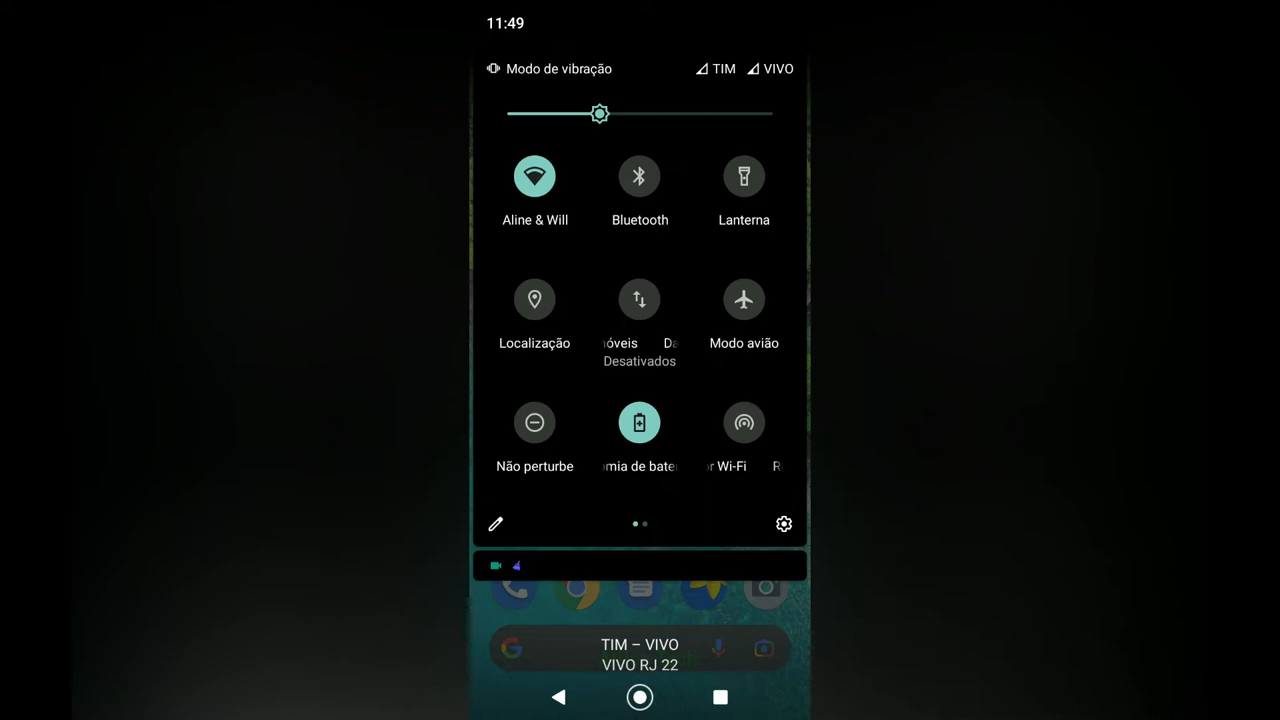 11:49
Modo de vibração TIM VIVO
Aline & Will Bluetooth Lanterna
Localização óveis Modo avião
Desativados
Não perturbe mia de bate Wi-Fi R
TIM – VIVO
VIVO RJ 22